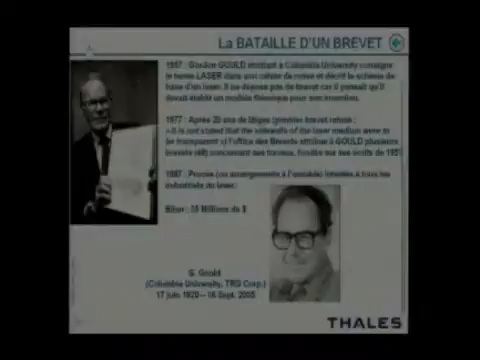 La BATAILLE D'UN BREVET
1957 : Gordon GOULD étudiant à Columbia University consigne
le terme LASER dans son cahier de notes et décrit le schéma de
base d'un laser. Il ne dépose pas de brevet car il pensait qu'il
devait établir un modèle théorique pour son invention.
1977 : Après 20 ans de litiges (premier brevet refusé :
« It is not stated that the sidewalls of the laser medium were to
be transparent ») l'Office des Brevets attribue à GOULD plusieurs
brevets (48) concernant ses travaux, fondés sur ses écrits de 1957
1987 : Procès (ou arrangements à l'amiable) intentés à tous les
industriels du laser.
Bilan : 35 Millions de $
G. Gould
(Columbia University, TRG Corp.)
17 juin 1920 – 16 Sept. 2005
THALES